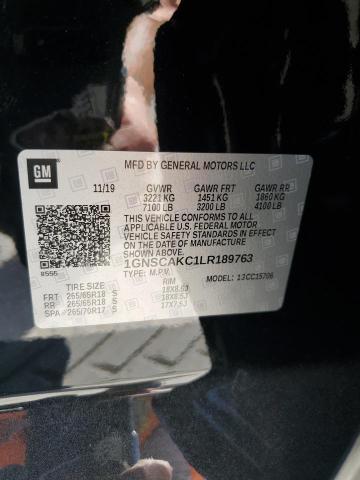 GM
MFD BY GENERAL MOTORS LLC
11/19 GVWR GAWR FRT GAWR RR
3221KG 1451 KG 1860 KG
7100 LB 3200 LB 4100 LB
THIS VEHICLE CONFORMS TO ALL
APPLICABLE U.S. FEDERAL MOTOR
VEHICLE SAFETY STANDARDS IN EFFECT
ON THE DATE OF MANUFACTURE
SHOWN ABOVE.
1GNSCAKC1LR189763
TYPE: M.P.V. MODEL: 1 CC15706
TIRE SIZE RIM
FRT 265/65R18 S 18X8.5J
RR 265/65R18 S 18X8.5J
SPA 265/70R17 S 17X7.5J